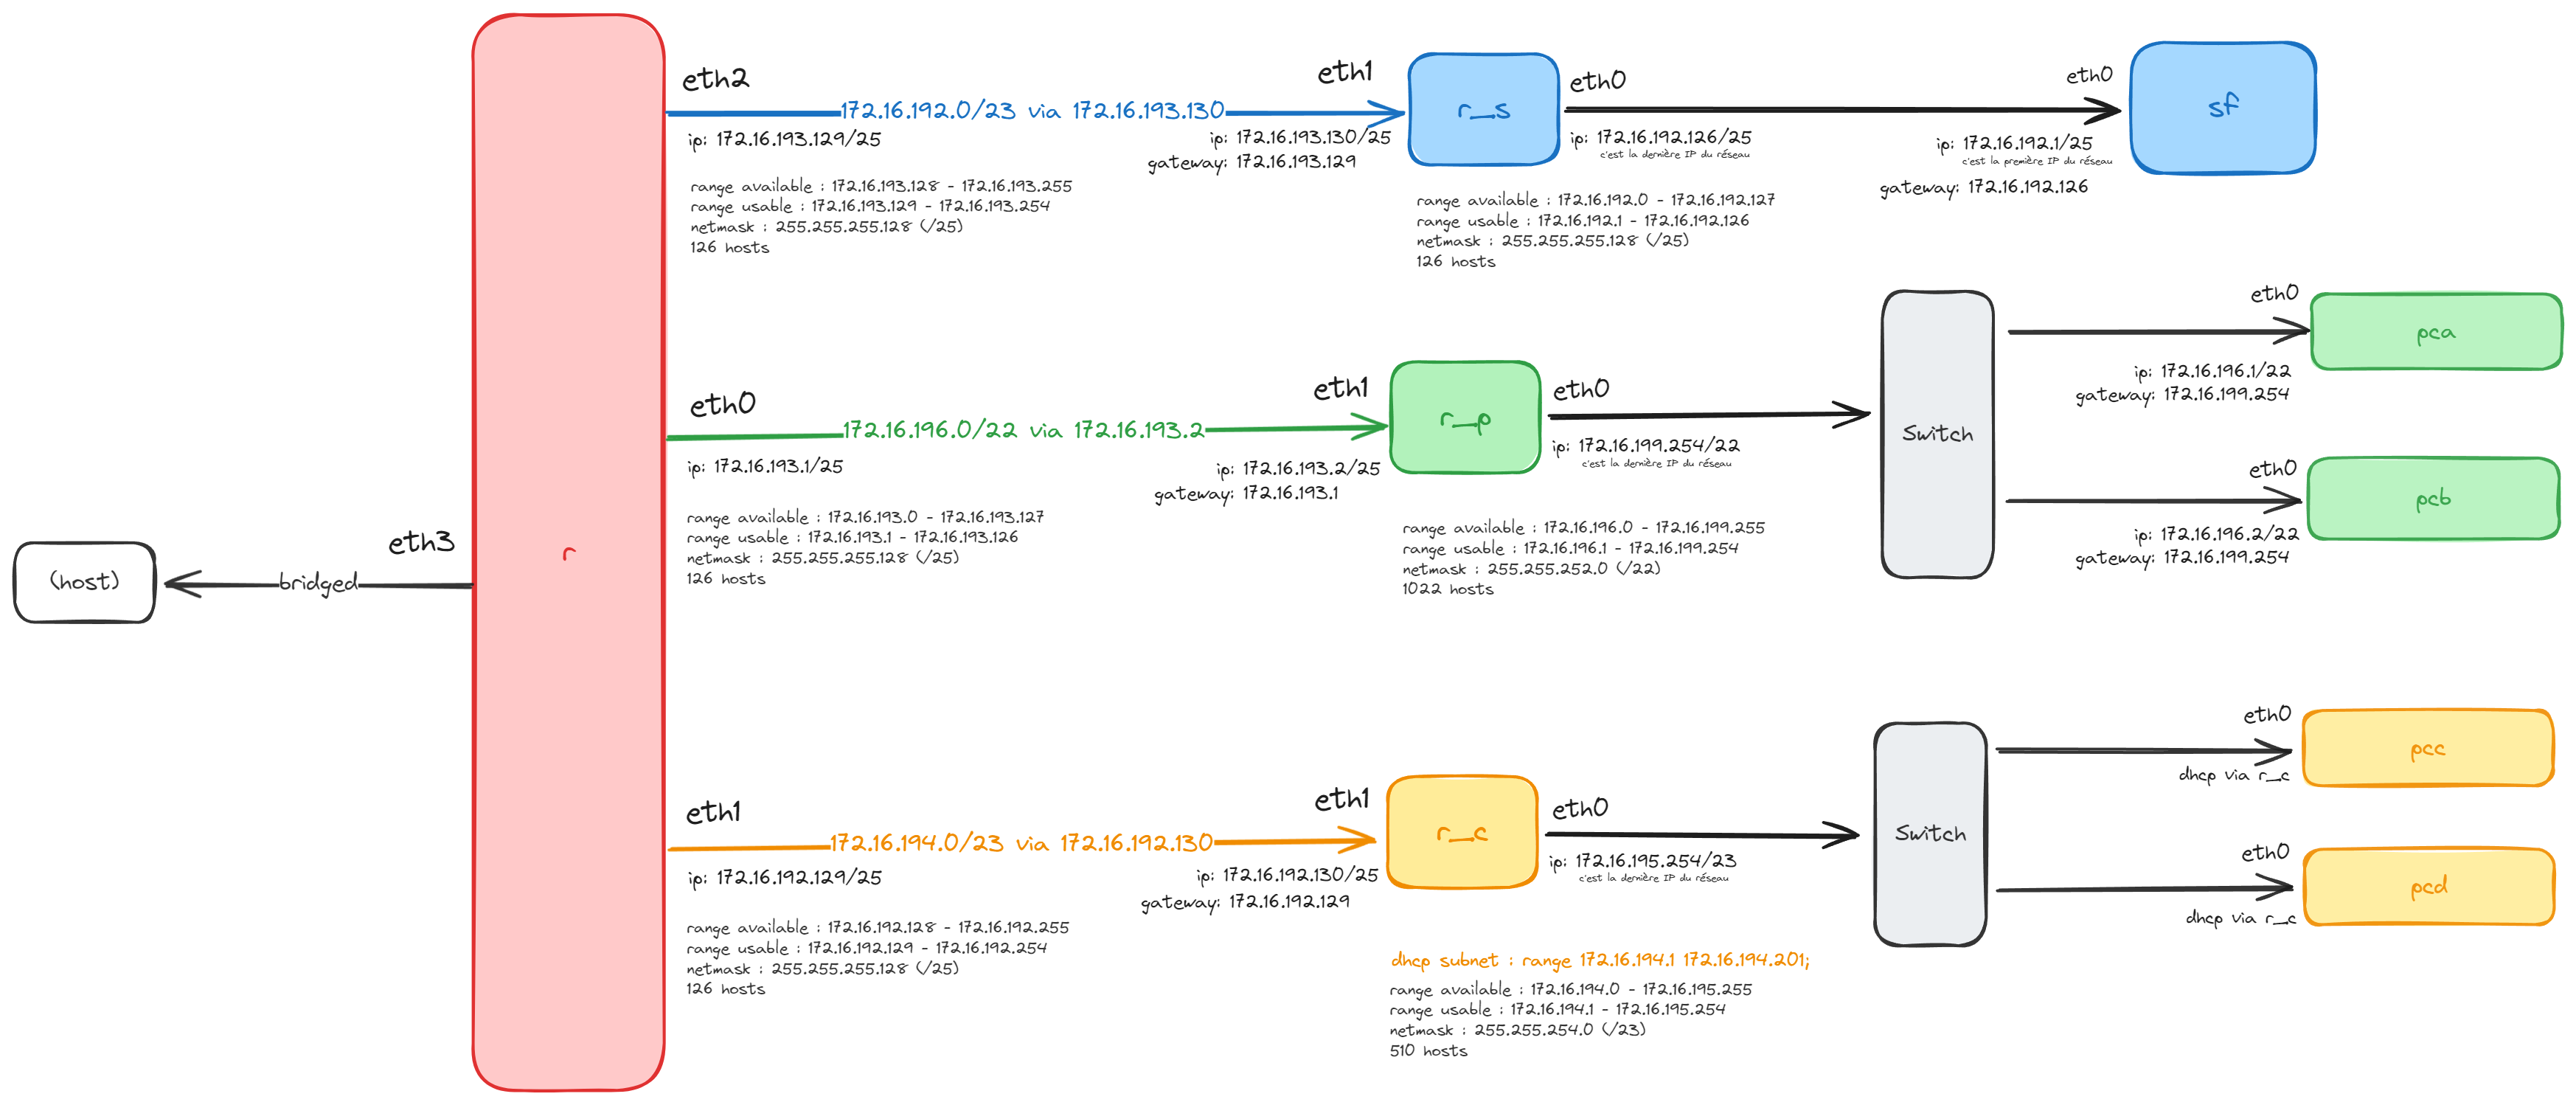 r
(host)
bridged
eth3
eth2
172.16.192.0/23 via 172.16.193.130
ip: 172.16.193.129/25
range available : 172.16.193.128 - 172.16.193.255
range usable : 172.16.193.129 - 172.16.193.254
netmask : 255.255.255.128 (/25)
126 hosts
eth1
ip: 172.16.193.130/25
gateway: 172.16.193.129
r_s
eth0
ip: 172.16.192.126/25
c'est la dernière IP du réseau
range available : 172.16.192.0 - 172.16.192.127
range usable : 172.16.192.1 - 172.16.192.126
netmask : 255.255.255.128 (/25)
126 hosts
eth0
ip: 172.16.192.1/25
c'est la première IP du réseau
gateway: 172.16.192.126
sf
eth0
172.16.196.0/22 via 172.16.193.2
ip: 172.16.193.1/25
range available : 172.16.193.0 - 172.16.193.127
range usable : 172.16.193.1 - 172.16.193.126
netmask : 255.255.255.128 (/25)
126 hosts
eth1
ip: 172.16.193.2/25
gateway: 172.16.193.1
r_p
eth0
ip: 172.16.199.254/22
c'est la dernière IP du réseau
range available : 172.16.196.0 - 172.16.199.255
range usable : 172.16.196.1 - 172.16.199.254
netmask : 255.255.252.0 (/22)
1022 hosts
Switch
eth0
ip: 172.16.196.1/22
gateway: 172.16.199.254
pca
eth0
ip: 172.16.196.2/22
gateway: 172.16.199.254
pcb
eth1
172.16.194.0/23 via 172.16.192.130
ip: 172.16.192.129/25
range available : 172.16.192.128 - 172.16.192.255
range usable : 172.16.192.129 - 172.16.192.254
netmask : 255.255.255.128 (/25)
126 hosts
eth1
ip: 172.16.192.130/25
gateway: 172.16.192.129
r_c
eth0
ip: 172.16.195.254/23
c'est la dernière IP du réseau
dhcp subnet : range 172.16.194.1 172.16.194.201;
range available : 172.16.194.0 - 172.16.195.255
range usable : 172.16.194.1 - 172.16.195.254
netmask : 255.255.254.0 (/23)
510 hosts
Switch
eth0
dhcp via r_c
pcc
eth0
dhcp via r_c
pcd